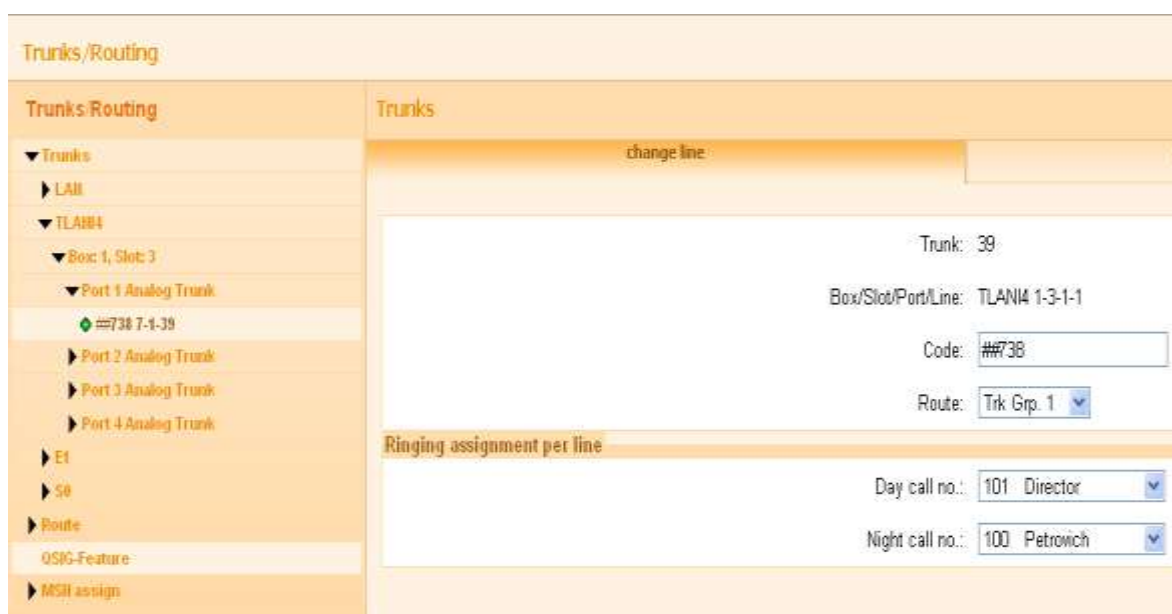 Trunks/Routing
Trunks/Routing
Trunks
LAN
TLANI4
Box: 1, Slot: 3
Port 1 Analog Trunk
##738 7-1-39
Port 2 Analog Trunk
Port 3 Analog Trunk
Port 4 Analog Trunk
E1
S0
Route
QSIG-Feature
MSN assign
Trunks
change line
Trunk: 39
Box/Slot/Port/Line: TLANI4 1-3-1-1
Code: ##738
Route: Trk Grp. 1
Ringing assignment per line
Day call no.: 101 Director
Night call no.: 100 Petrovich